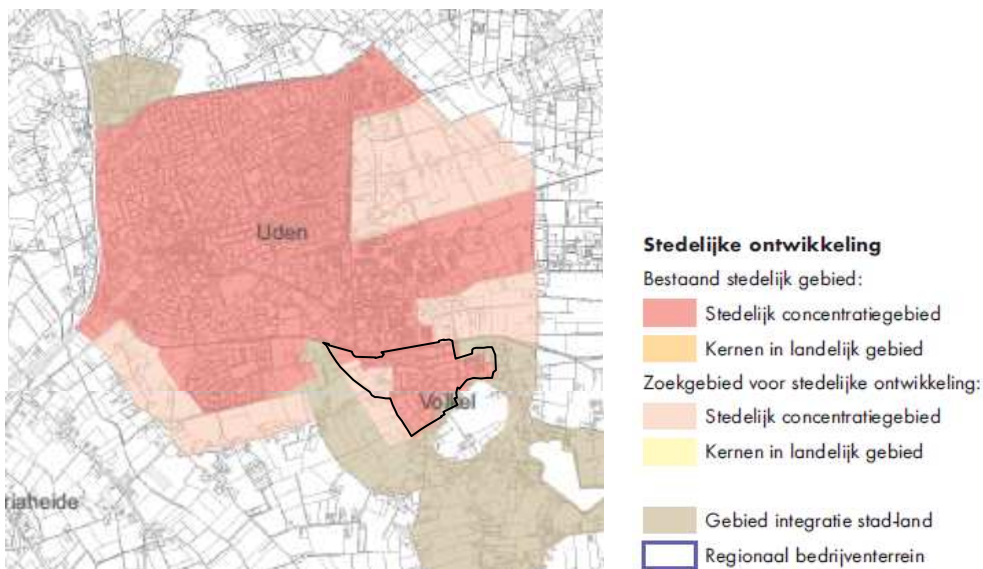 Uden
Volkel
riaheide
Stedelijke ontwikkeling
Bestaand stedelijk gebied:
Stedelijk concentratiegebied
Kernen in landelijk gebied
Zoekgebied voor stedelijke ontwikkeling:
Stedelijk concentratiegebied
Kernen in landelijk gebied
Gebied integratie stad-land
Regionaal bedrijventerrein